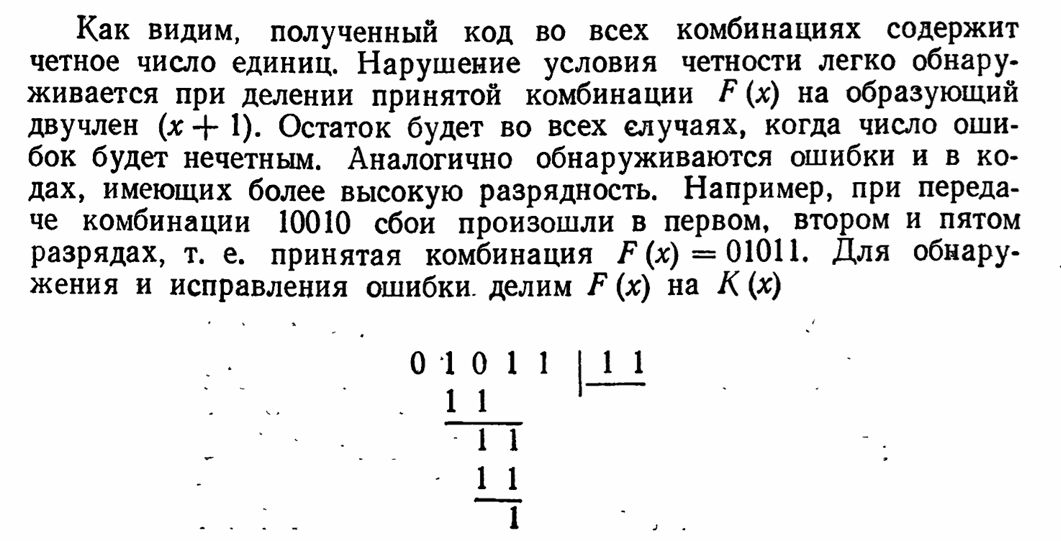 Как видим, полученный код во всех комбинациях содержит
четное число единиц. Нарушение условия четности легко обнару-
живается при делении принятой комбинации F (x) на образующий
двучлен (x + 1). Остаток будет во всех случаях, когда число оши-
бок будет нечетным. Аналогично обнаруживаются ошибки и в ко-
дах, имеющих более высокую разрядность. Например, при переда-
че комбинации 10010 сбои произошли в первом, втором и пятом
разрядах, т. е. принятая комбинация F (x) = 01011. Для обнару-
жения и исправления ошибки делим F (x) на K (x)
0 1 0 1 1 | 1 1
1 1
1 1
1 1
1